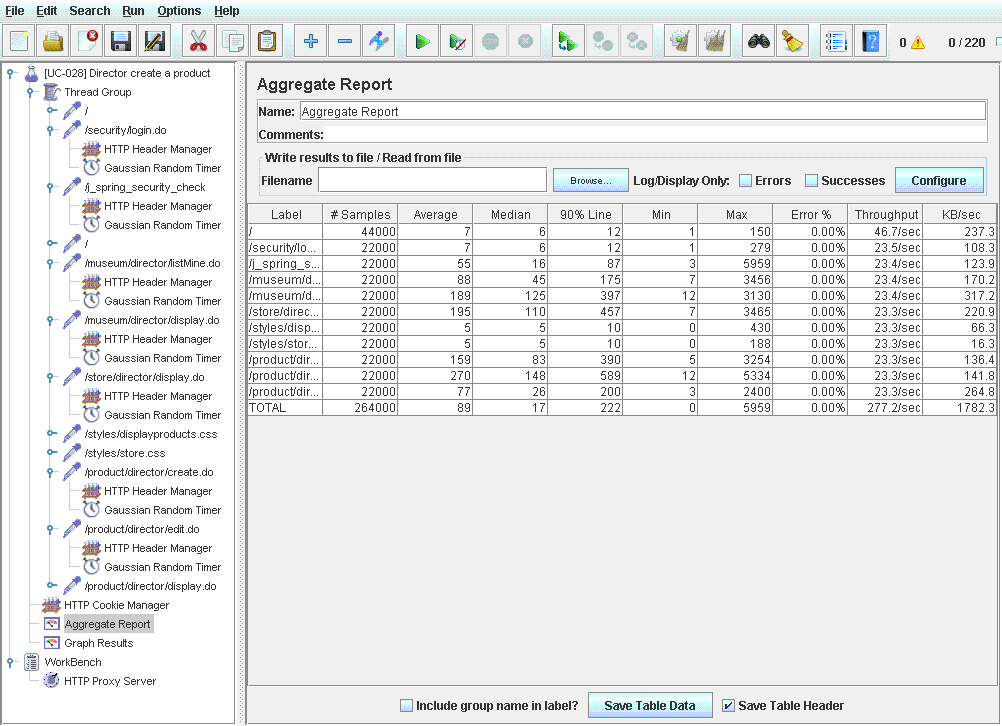 File Edit Search Run Options Help
0 0 / 220
[UC-028] Director create a product
Thread Group
/
/security/login.do
HTTP Header Manager
Gaussian Random Timer
/j_spring_security_check
HTTP Header Manager
Gaussian Random Timer
/
/museum/director/listMine.do
HTTP Header Manager
Gaussian Random Timer
/museum/director/display.do
HTTP Header Manager
Gaussian Random Timer
/store/director/display.do
HTTP Header Manager
Gaussian Random Timer
/styles/displayproducts.css
/styles/store.css
/product/director/create.do
HTTP Header Manager
Gaussian Random Timer
/product/director/edit.do
HTTP Header Manager
Gaussian Random Timer
/product/director/display.do
HTTP Cookie Manager
Aggregate Report
Graph Results
WorkBench
HTTP Proxy Server
Aggregate Report
Name: Aggregate Report
Comments:
Write results to file / Read from file
Filename Browse... Log/Display Only: Errors Successes Configure
Label # Samples Average Median 90% Line Min Max Error % Throughput KB/sec
/ 44000 7 6 12 1 150 0.00% 46.7/sec 237.3
/security/lo... 22000 7 6 12 1 279 0.00% 23.5/sec 108.3
/j_spring_s... 22000 55 16 87 3 5959 0.00% 23.4/sec 123.9
/museum/d... 22000 88 45 175 7 3456 0.00% 23.4/sec 170.2
/museum/d... 22000 189 125 397 12 3130 0.00% 23.4/sec 317.2
/store/direc... 22000 195 110 457 7 3465 0.00% 23.3/sec 220.9
/styles/disp... 22000 5 5 10 0 430 0.00% 23.3/sec 66.3
/styles/stor... 22000 5 5 10 0 188 0.00% 23.3/sec 16.3
/product/dir... 22000 159 83 390 5 3254 0.00% 23.3/sec 136.4
/product/dir... 22000 270 148 589 12 5334 0.00% 23.3/sec 141.8
/product/dir... 22000 77 26 200 3 2400 0.00% 23.3/sec 264.8
TOTAL 264000 89 17 222 0 5959 0.00% 277.2/sec 1782.3
Include group name in label? Save Table Data Save Table Header